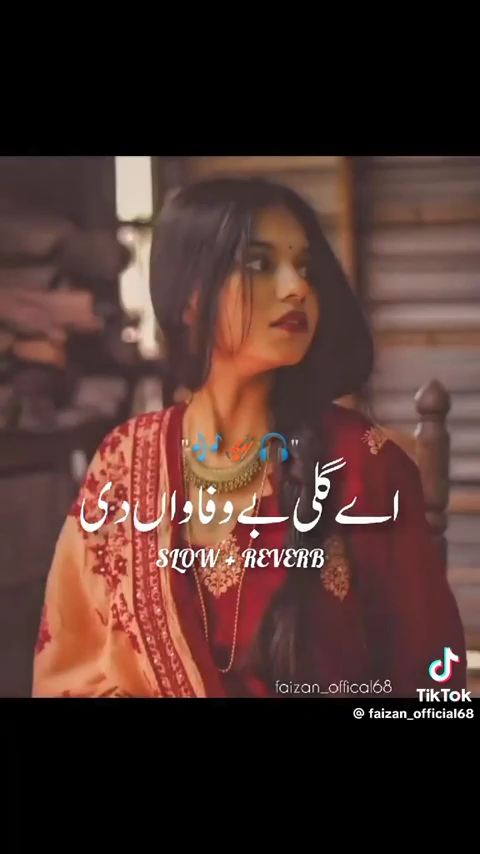 "🎶🎻🎧"
اے گلی بے وفاواں دی
SLOW + REVERB
faizan_offical68
TikTok
@ faizan_official68